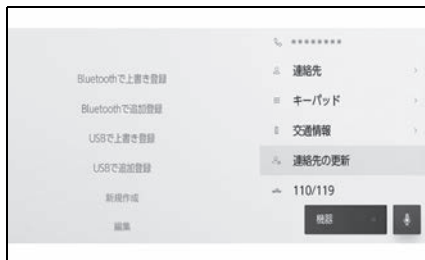 Bluetoothで上書き登録
Bluetoothで追加登録
USBで上書き登録
USBで追加登録
新規作成
編集
********
連絡先
キーパッド
交通情報
連絡先の更新
110/119
機器